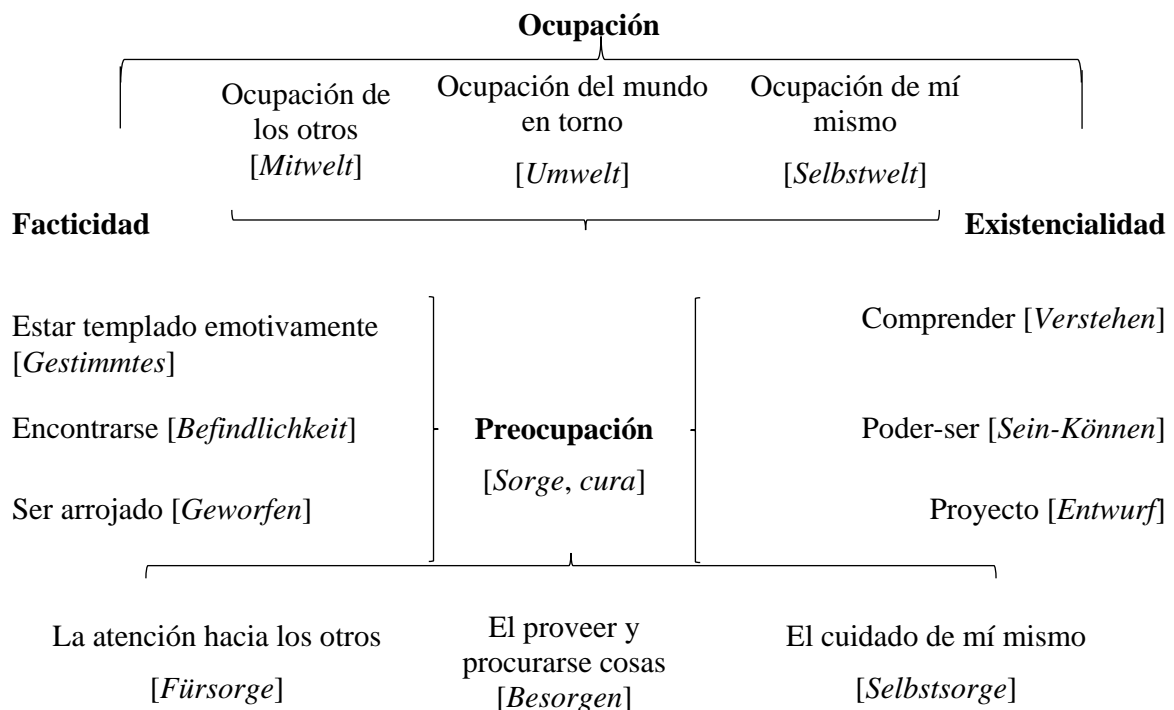 Ocupación
Ocupación de
los otros
[Mitwelt]
Ocupación del mundo
en torno
[Umwelt]
Ocupación de mí
mismo
[Selbstwelt]
Facticidad
Existencialidad
Estar templado emotivamente
[Gestimmtes]
Encontrarse [Befindlichkeit]
Ser arrojado [Geworfen]
Preocupación
[Sorge, cura]
Comprender [Verstehen]
Poder-ser [Sein-Können]
Proyecto [Entwurf]
La atención hacia los otros
[Fürsorge]
El proveer y
procurarse cosas
[Besorgen]
El cuidado de mí mismo
[Selbstsorge]